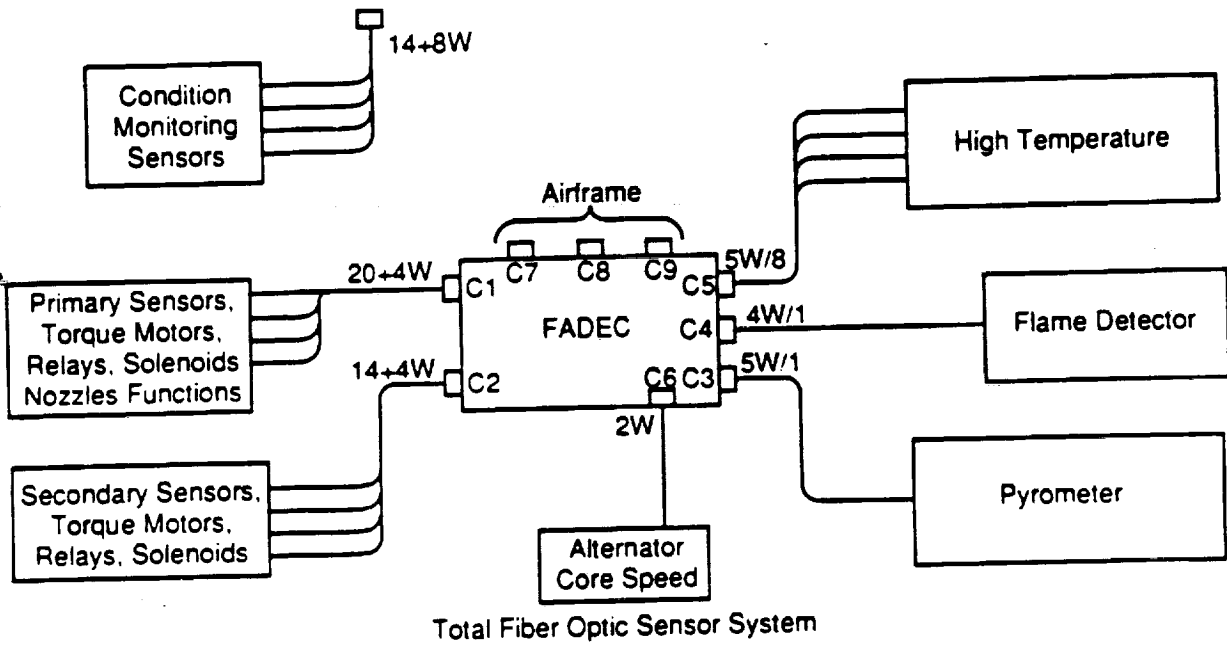 14+8W
Condition
Monitoring
Sensors
High Temperature
Airframe
C7 C8 C9
20+4W
C1
5W/8
C5
Primary Sensors,
Torque Motors,
Relays, Solenoids
Nozzles Functions
FADEC
C4
4W/1
Flame Detector
14+4W
C2
C6
C3
5W/1
2W
Secondary Sensors,
Torque Motors,
Relays, Solenoids
Pyrometer
Alternator
Core Speed
Total Fiber Optic Sensor System